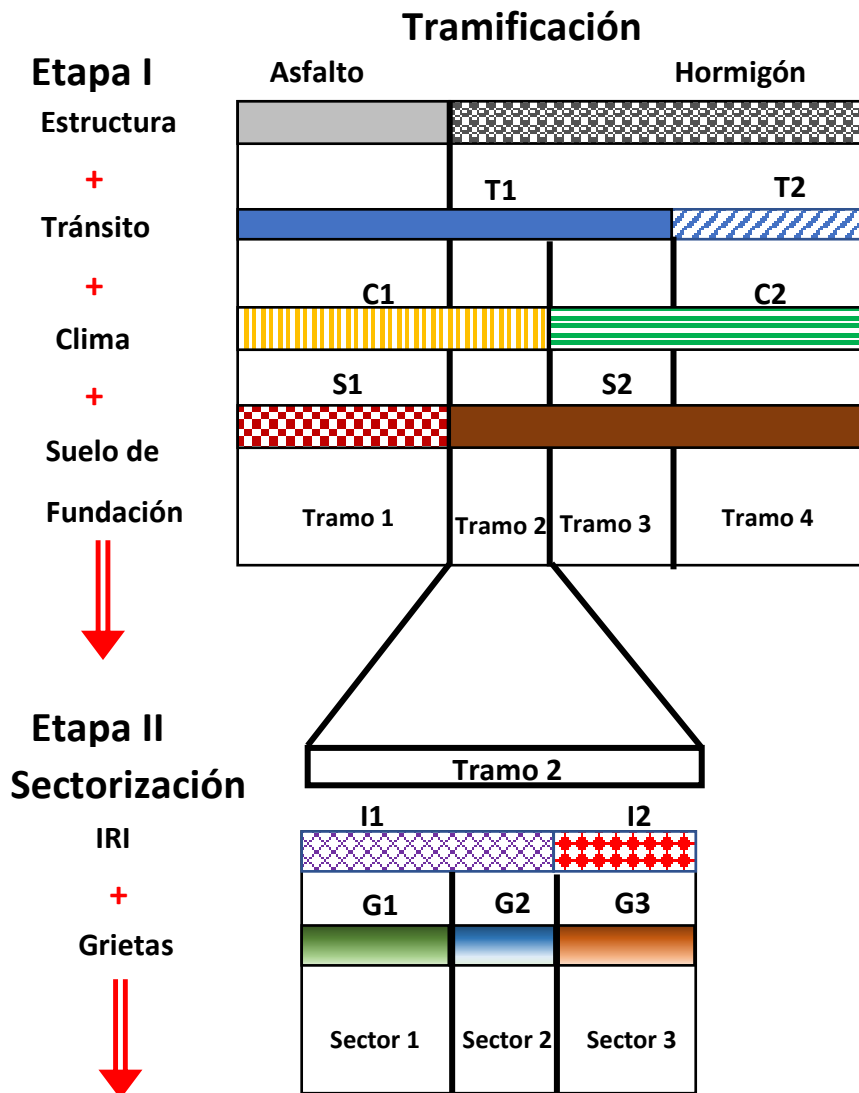 Tramificación
Etapa I
Asfalto
Hormigón
Estructura
+
T1
T2
Tránsito
+
C1
C2
Clima
+
S1
S2
Suelo de
Fundación
Tramo 1
Tramo 2
Tramo 3
Tramo 4
Etapa II
Sectorización
Tramo 2
I1
I2
IRI
+
G1
G2
G3
Grietas
Sector 1
Sector 2
Sector 3